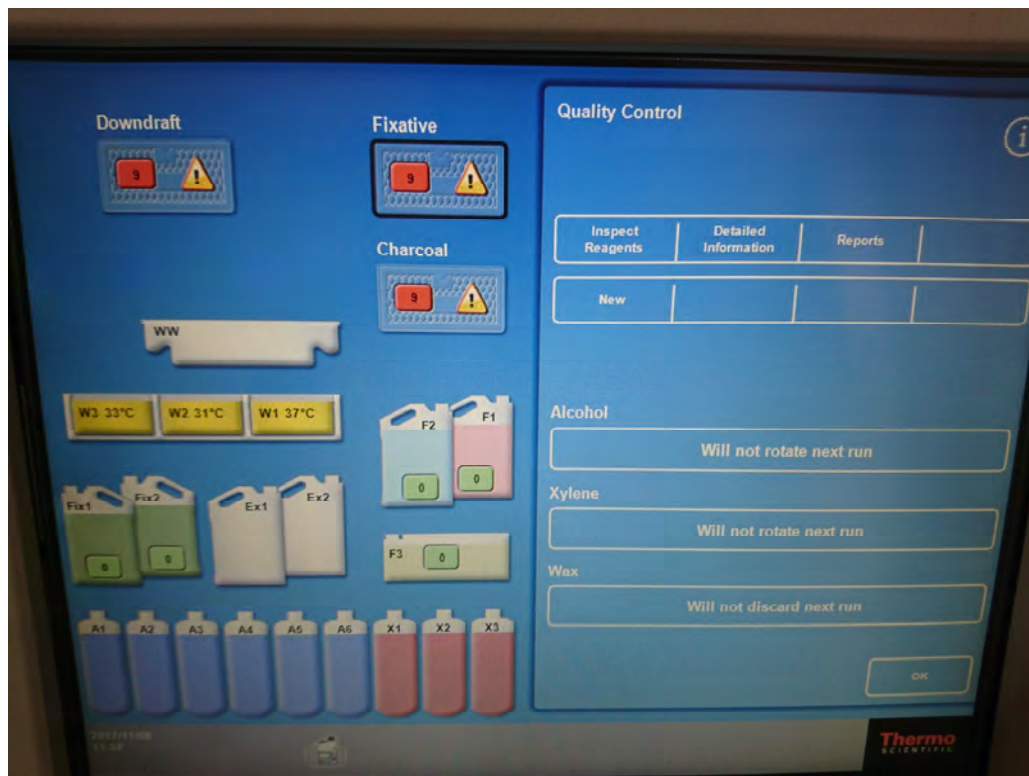 Downdraft
9
Fixative
9
Charcoal
9
WW
W3 33°C
W2 31°C
W1 37°C
F2
0
F1
0
Fix1
0
Fix2
0
Ex1
Ex2
F3
0
A1
A2
A3
A4
A5
A6
X1
X2
X3
Quality Control
i
Inspect
Reagents
Detailed
Information
Reports
New
Alcohol
Will not rotate next run
Xylene
Will not rotate next run
Wax
Will not discard next run
OK
2017/11/08
Thermo
SCIENTIFIC